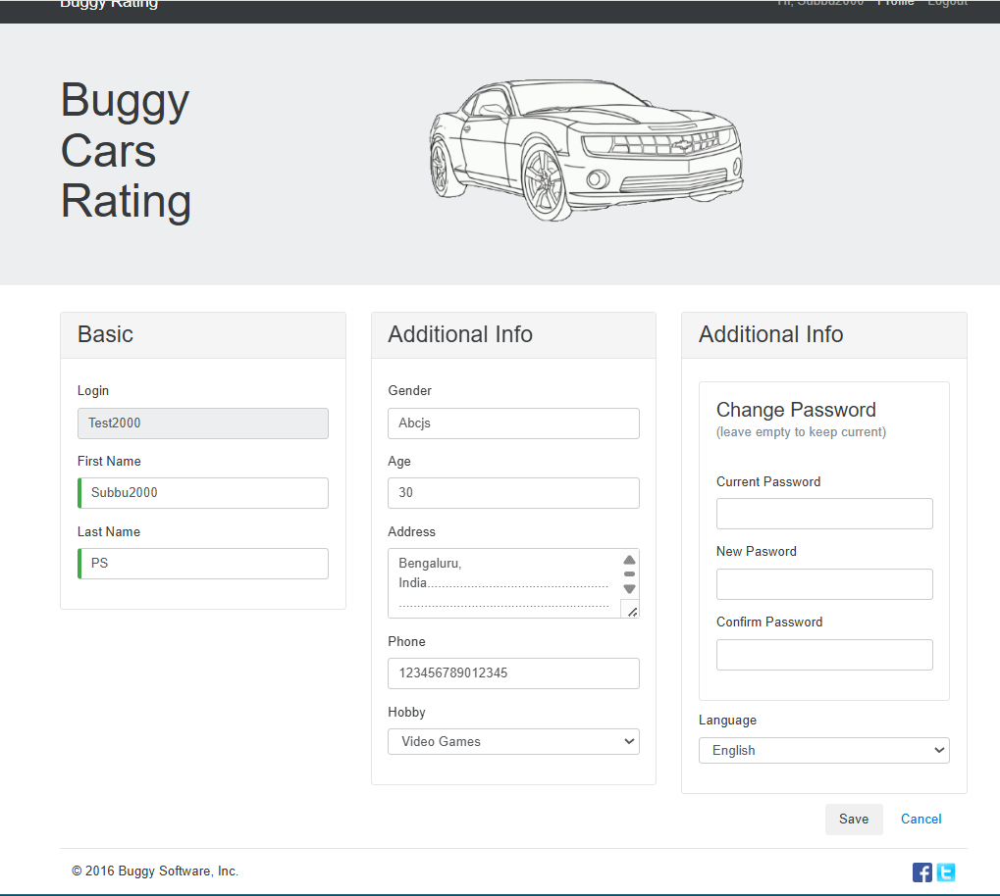 Buggy Rating
Hi, Subbu2000 Profile Logout
Buggy
Cars
Rating
Basic
Login
Test2000
First Name
Subbu2000
Last Name
PS
Additional Info
Gender
Abcjs
Age
30
Address
Bengaluru,
India......................................................
..............................................................
Phone
123456789012345
Hobby
Video Games
Additional Info
Change Password
(leave empty to keep current)
Current Password
New Pasword
Confirm Password
Language
English
Save Cancel
© 2016 Buggy Software, Inc.